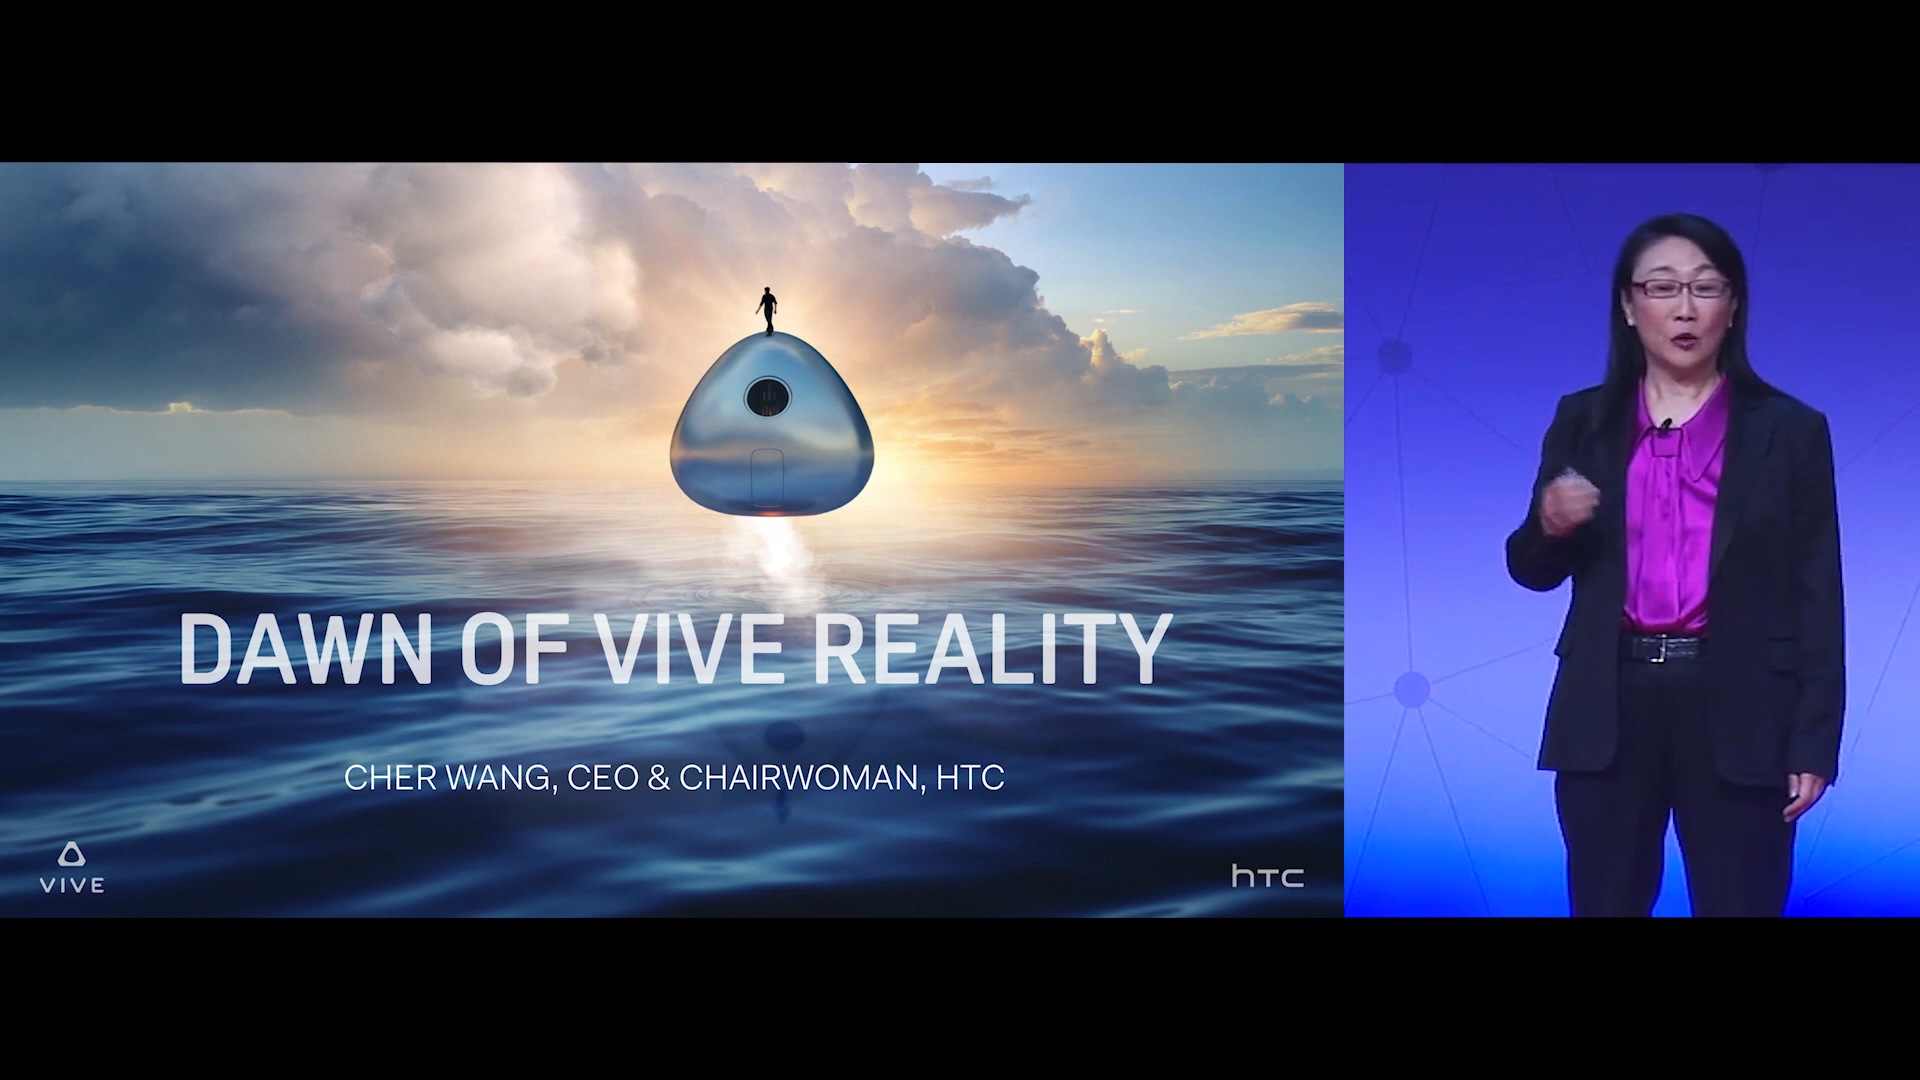 DAWN OF VIVE REALITY
CHER WANG, CEO & CHAIRWOMAN, HTC
VIVE
hTC